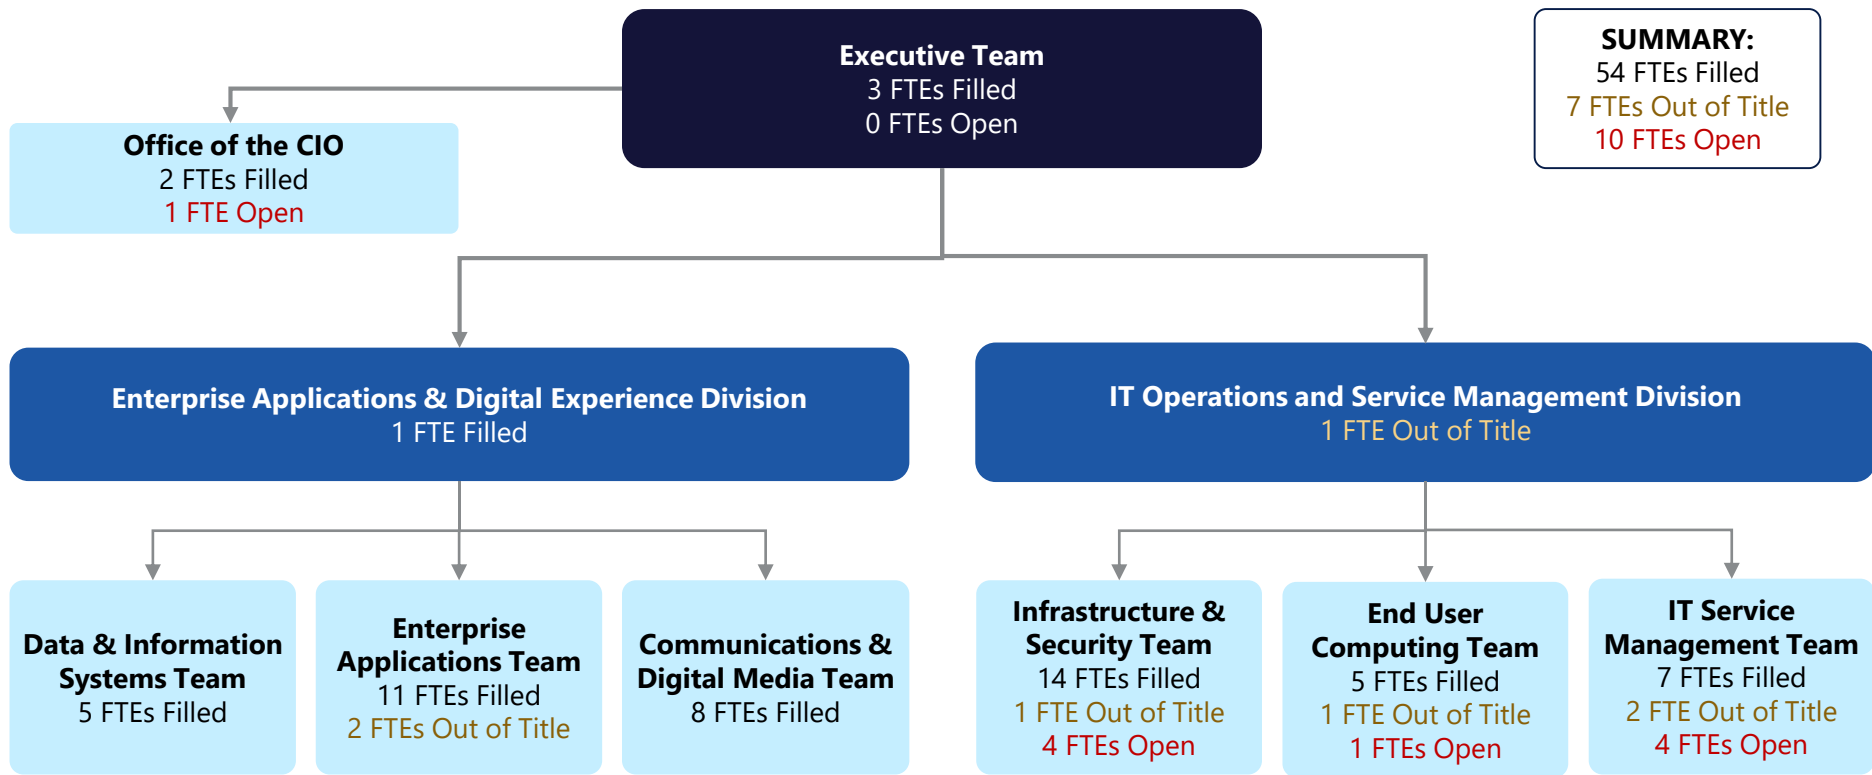 Executive Team
3 FTEs Filled
0 FTEs Open
SUMMARY:
54 FTEs Filled
7 FTEs Out of Title
10 FTEs Open
Office of the CIO
2 FTEs Filled
1 FTE Open
Enterprise Applications & Digital Experience Division
1 FTE Filled
IT Operations and Service Management Division
1 FTE Out of Title
Data & Information
Systems Team
5 FTEs Filled
Enterprise
Applications Team
11 FTEs Filled
2 FTEs Out of Title
Communications &
Digital Media Team
8 FTEs Filled
Infrastructure &
Security Team
14 FTEs Filled
1 FTE Out of Title
4 FTEs Open
End User
Computing Team
5 FTEs Filled
1 FTE Out of Title
1 FTEs Open
IT Service
Management Team
7 FTEs Filled
2 FTE Out of Title
4 FTEs Open